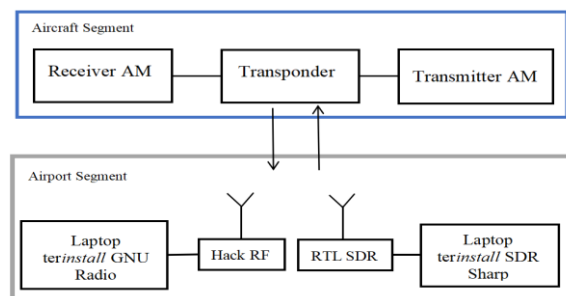 Aircraft Segment
Receiver AM
Transponder
Transmitter AM
Airport Segment
Laptop
terinstall GNU
Radio
Hack RF
RTL SDR
Laptop
terinstall SDR
Sharp